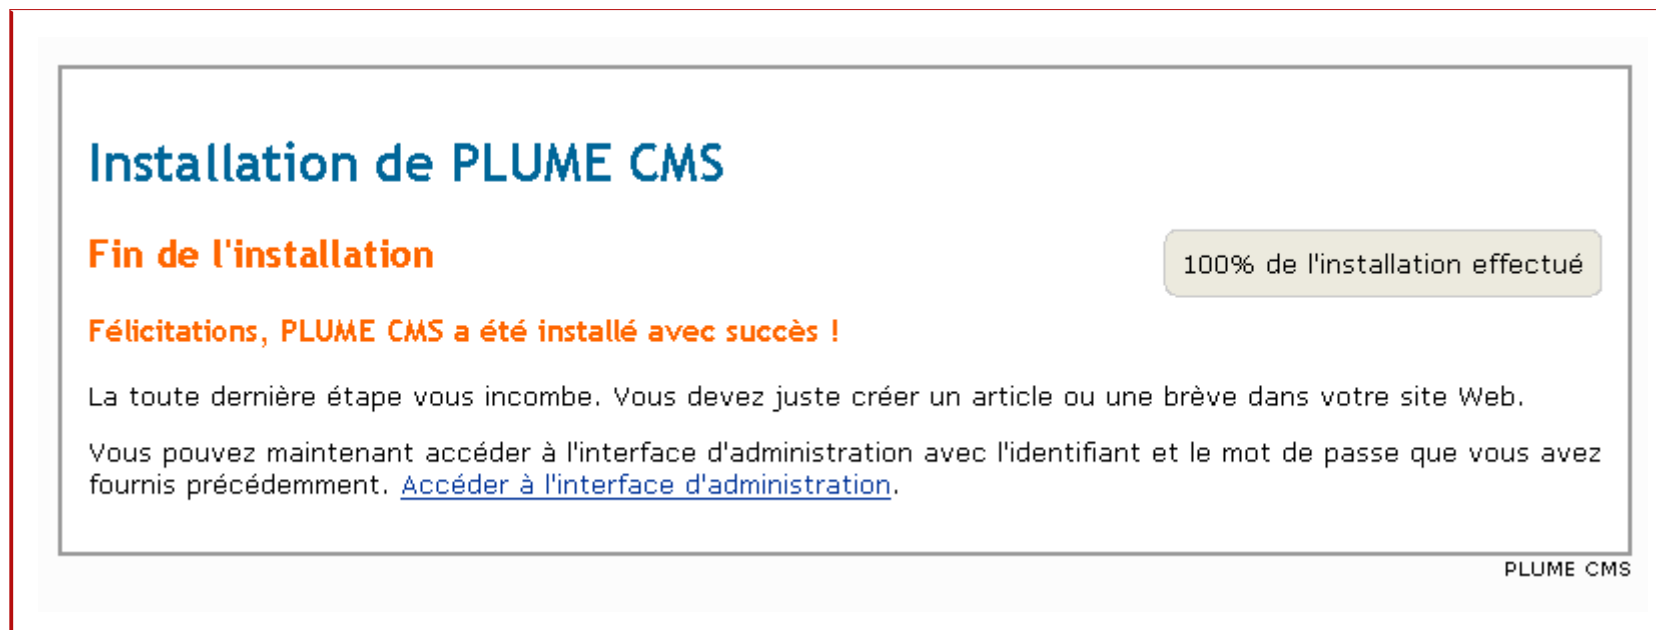 Installation de PLUME CMS
Fin de l'installation
100% de l'installation effectué
Félicitations, PLUME CMS a été installé avec succès !
La toute dernière étape vous incombe. Vous devez juste créer un article ou une brève dans votre site Web.
Vous pouvez maintenant accéder à l'interface d'administration avec l'identifiant et le mot de passe que vous avez
fournis précédemment. Accéder à l'interface d'administration.
PLUME CMS